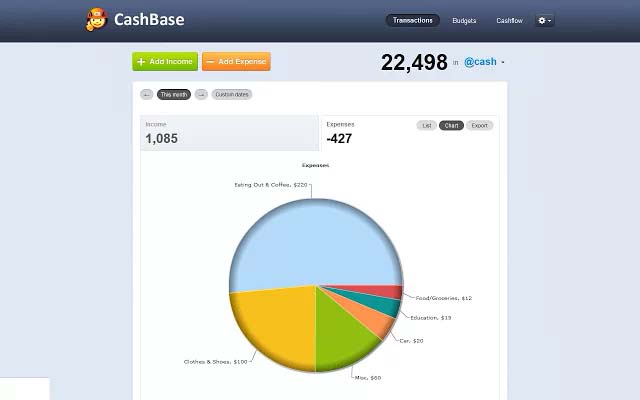 CashBase
Transactions
Budgets
Cashflow
Add Income
Add Expense
22,498 in @cash
←
This month
→
Custom dates
Income
1,085
Expenses
-427
List
Chart
Export
Expenses
Eating Out & Coffee, $220
Food/Groceries, $12
Education, $15
Car, $20
Clothes & Shoes, $100
Misc, $60